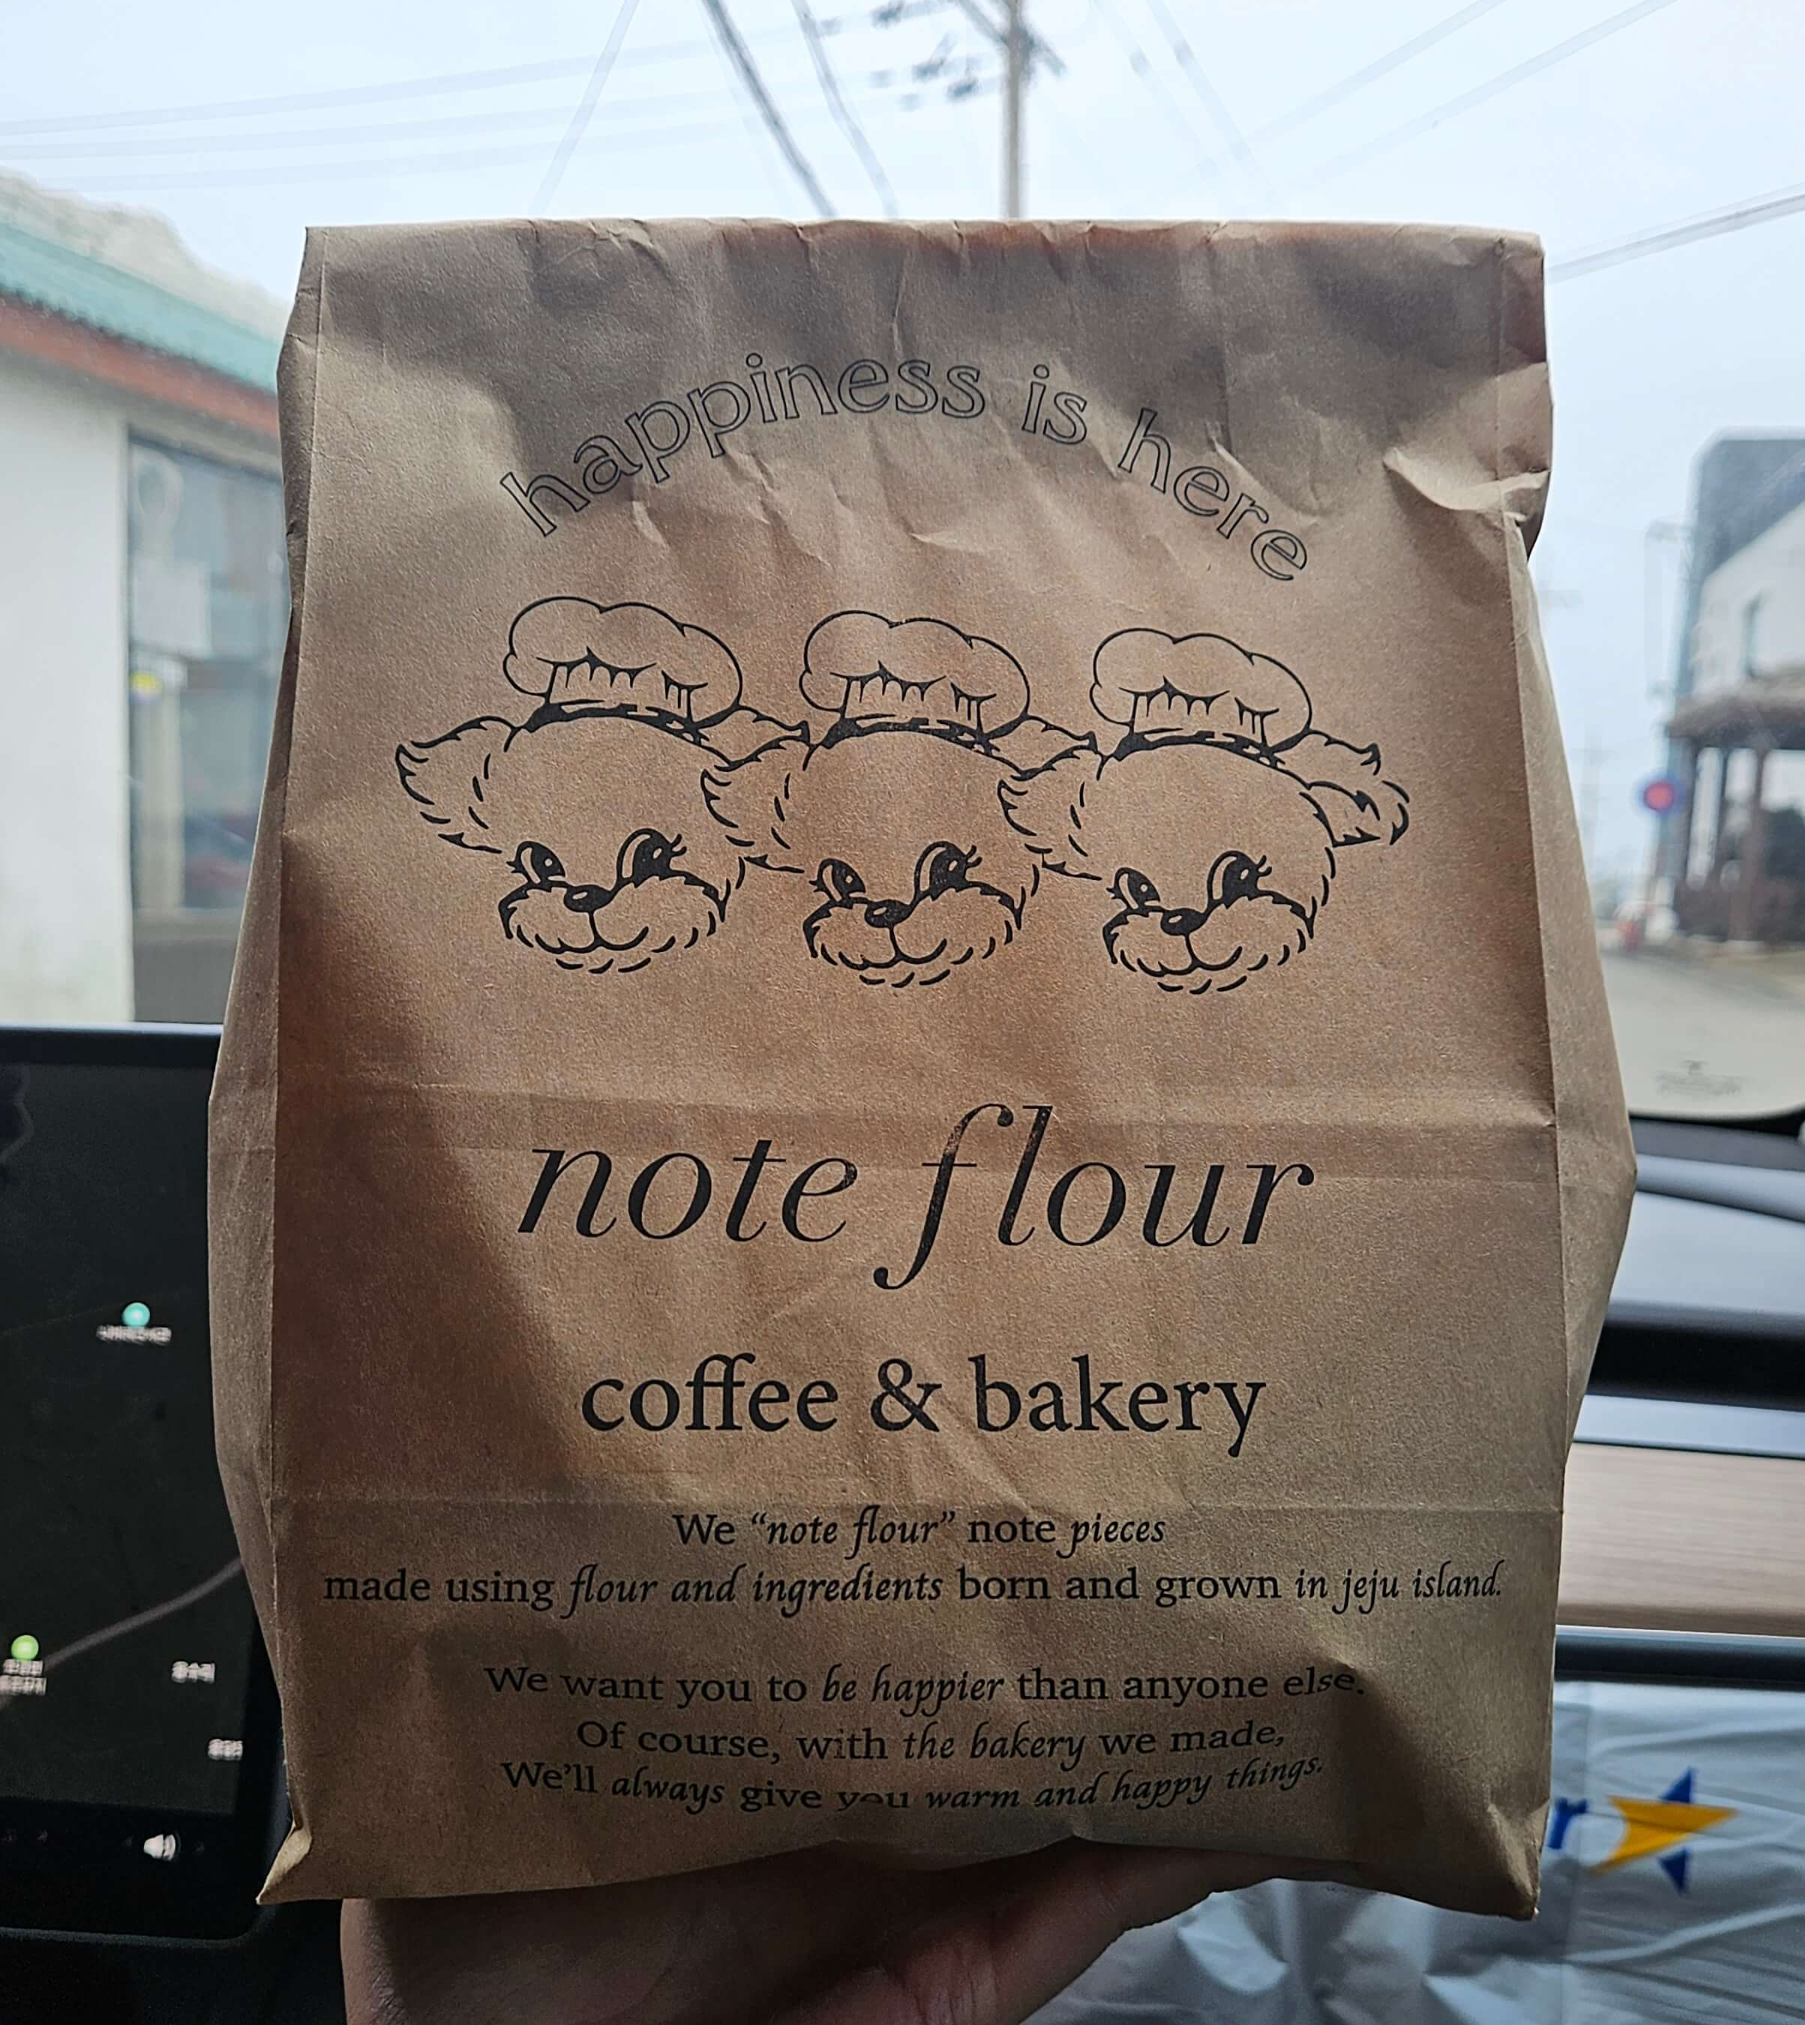 happiness is here
note flour
coffee & bakery
We “note flour” note pieces
made using flour and ingredients born and grown in jeju island.
We want you to be happier than anyone else.
Of course, with the bakery we made,
We’ll always give you warm and happy things.